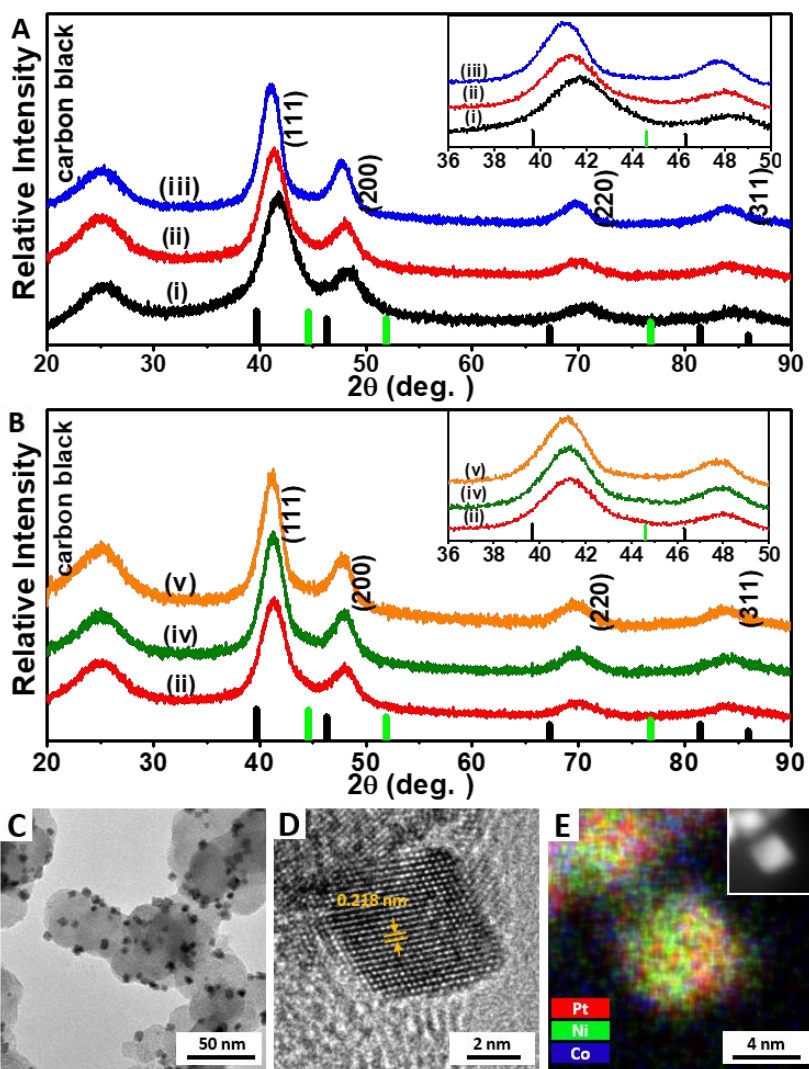 A
Relative Intensity
carbon black
(iii)
(ii)
(i)
(111)
(200)
(220)
(311)
20 30 40 50 60 70 80 90
2θ (deg. )
(iii)
(ii)
(i)
36 38 40 42 44 46 48 50
B
Relative Intensity
carbon black
(v)
(iv)
(ii)
(111)
(200)
(220)
(311)
20 30 40 50 60 70 80 90
2θ (deg. )
(v)
(iv)
(ii)
36 38 40 42 44 46 48 50
C
50 nm
D
0.218 nm
2 nm
E
Pt
Ni
Co
4 nm